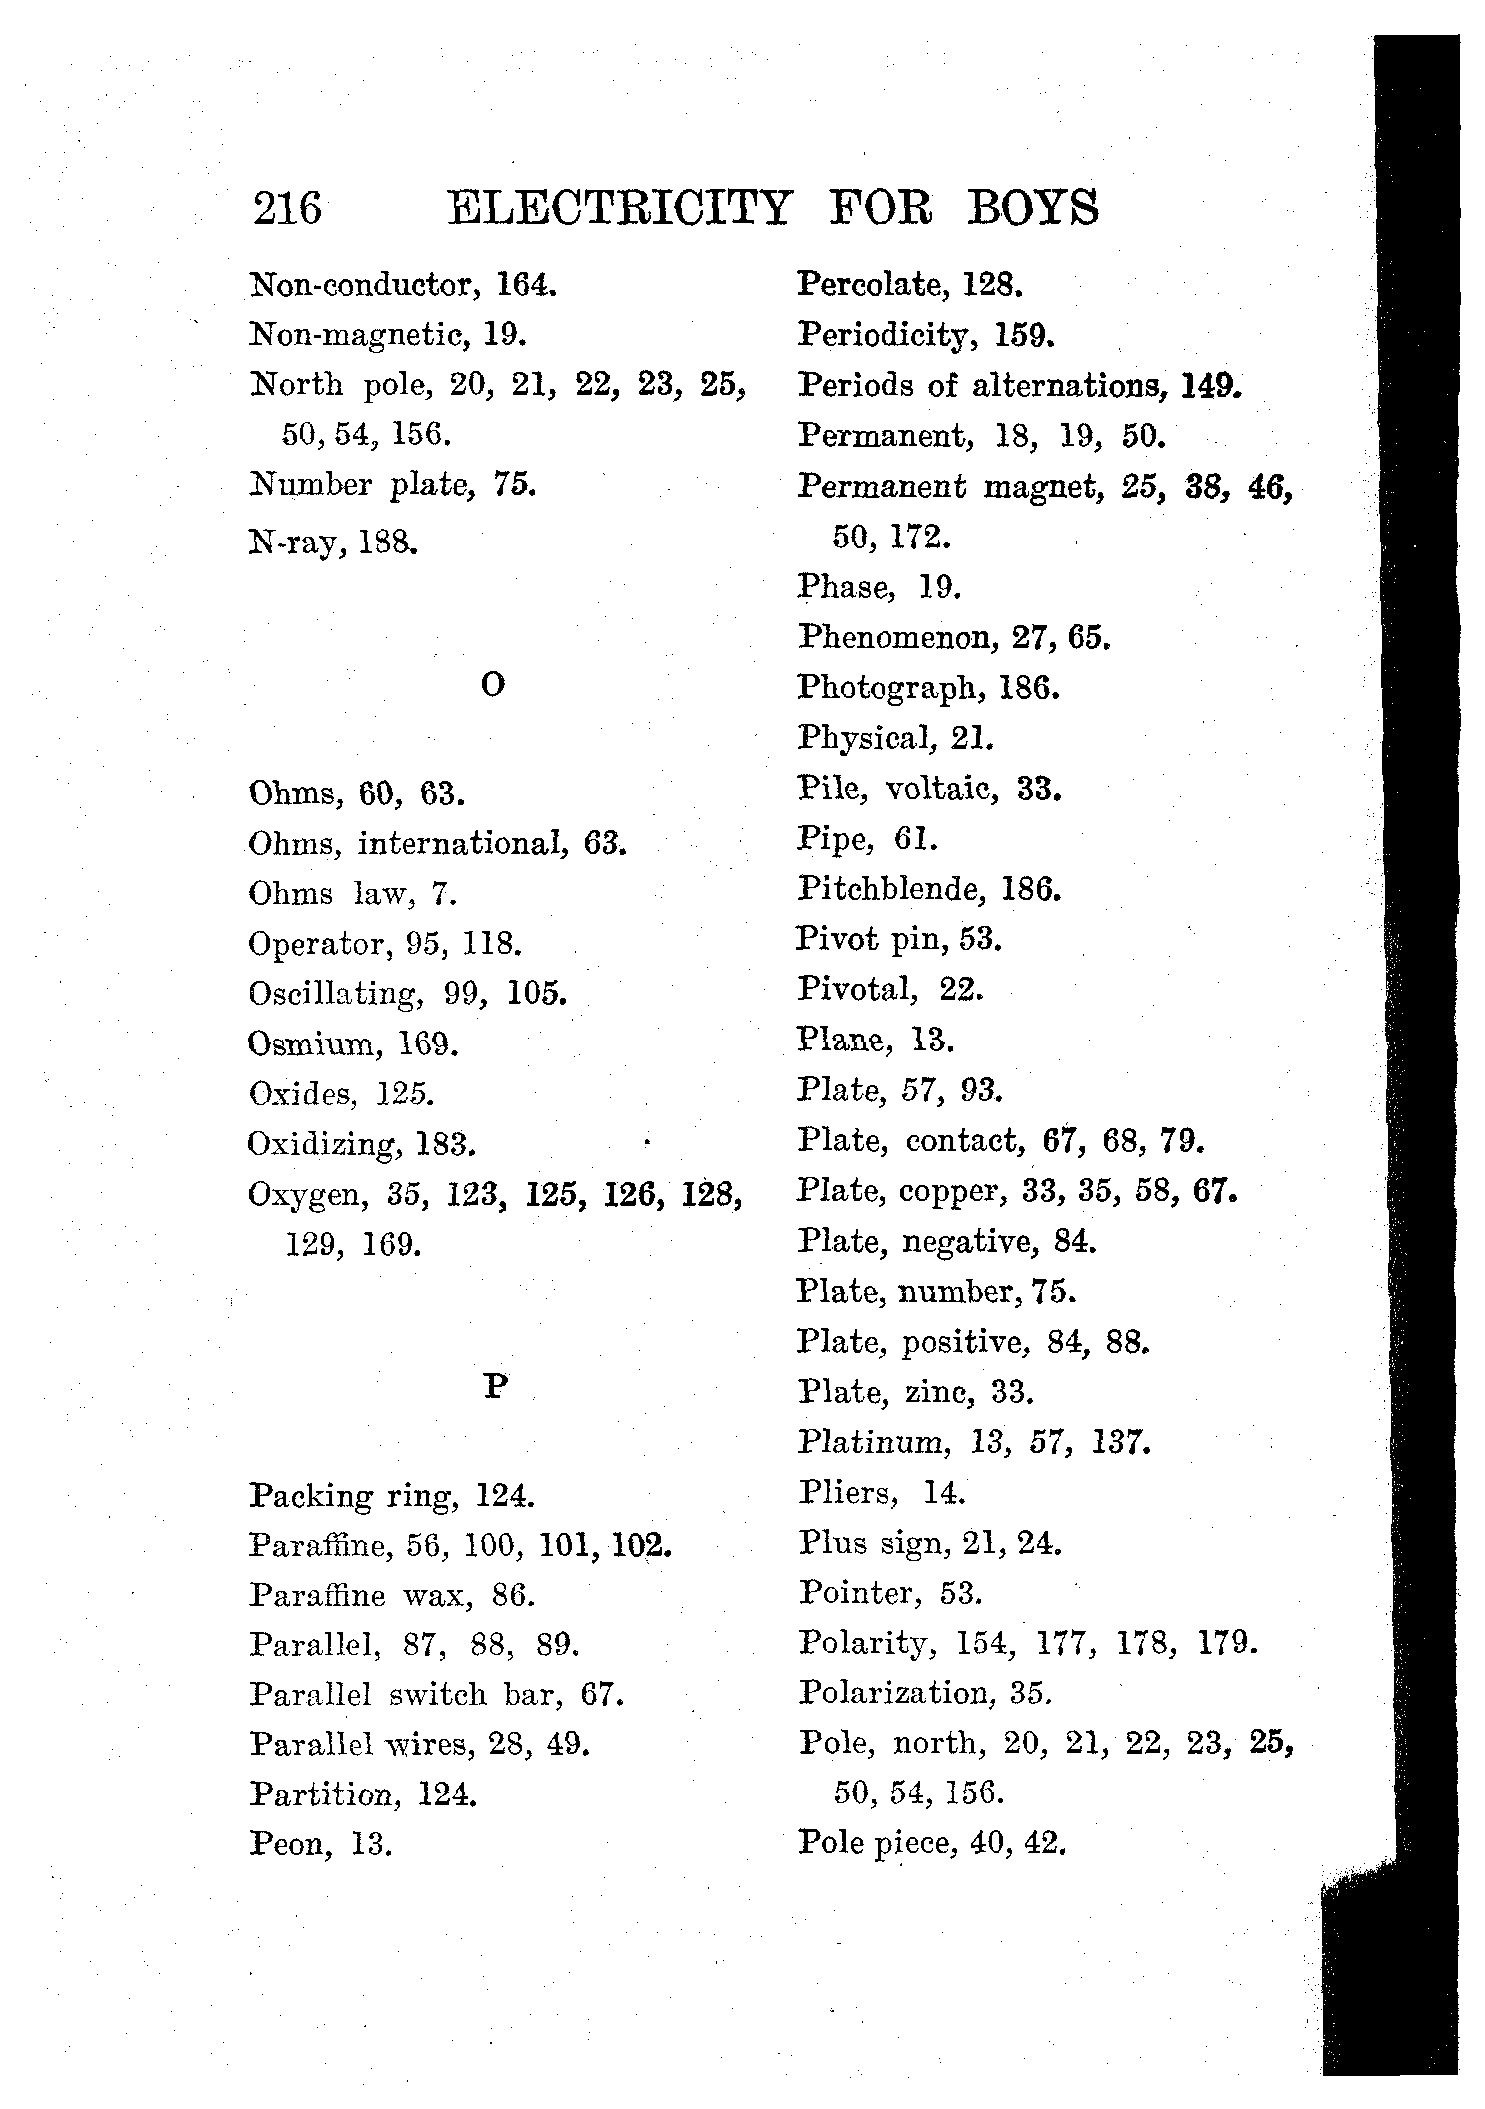 216 ELECTRICITY FOR BOYS
Non-conductor, 164.
Non-magnetic, 19.
North pole, 20, 21, 22, 23, 25,
50, 54, 156.
Number plate, 75.
N-ray, 188.
O
Ohms, 60, 63.
Ohms, international, 63.
Ohms law, 7.
Operator, 95, 118.
Oscillating, 99, 105.
Osmium, 169.
Oxides, 125.
Oxidizing, 183.
Oxygen, 35, 123, 125, 126, 128,
129, 169.
P
Packing ring, 124.
Paraffine, 56, 100, 101, 102.
Paraffine wax, 86.
Parallel, 87, 88, 89.
Parallel switch bar, 67.
Parallel wires, 28, 49.
Partition, 124.
Peon, 13.
Percolate, 128.
Periodicity, 159.
Periods of alternations, 149.
Permanent, 18, 19, 50.
Permanent magnet, 25, 38, 46,
50, 172.
Phase, 19.
Phenomenon, 27, 65.
Photograph, 186.
Physical, 21.
Pile, voltaic, 33.
Pipe, 61.
Pitchblende, 186.
Pivot pin, 53.
Pivotal, 22.
Plane, 13.
Plate, 57, 93.
Plate, contact, 67, 68, 79.
Plate, copper, 33, 35, 58, 67.
Plate, negative, 84.
Plate, number, 75.
Plate, positive, 84, 88.
Plate, zinc, 33.
Platinum, 13, 57, 137.
Pliers, 14.
Plus sign, 21, 24.
Pointer, 53.
Polarity, 154, 177, 178, 179.
Polarization, 35.
Pole, north, 20, 21, 22, 23, 25,
50, 54, 156.
Pole piece, 40, 42.